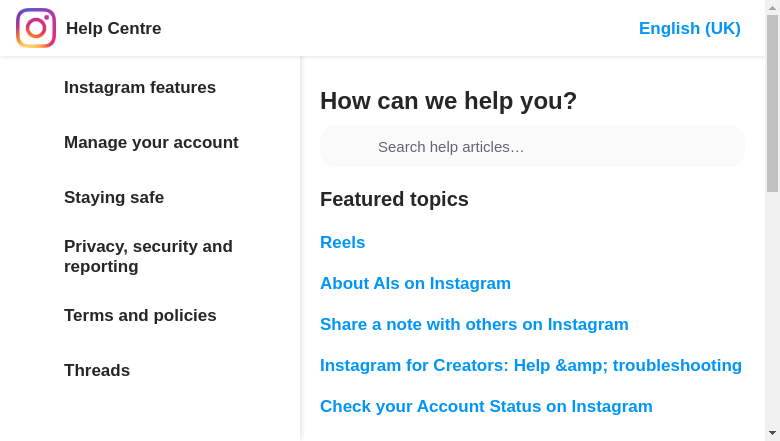 Help Centre
English (UK)
Instagram features
Manage your account
Staying safe
Privacy, security and
reporting
Terms and policies
Threads
How can we help you?
Search help articles…
Featured topics
Reels
About AIs on Instagram
Share a note with others on Instagram
Instagram for Creators: Help &amp; troubleshooting
Check your Account Status on Instagram